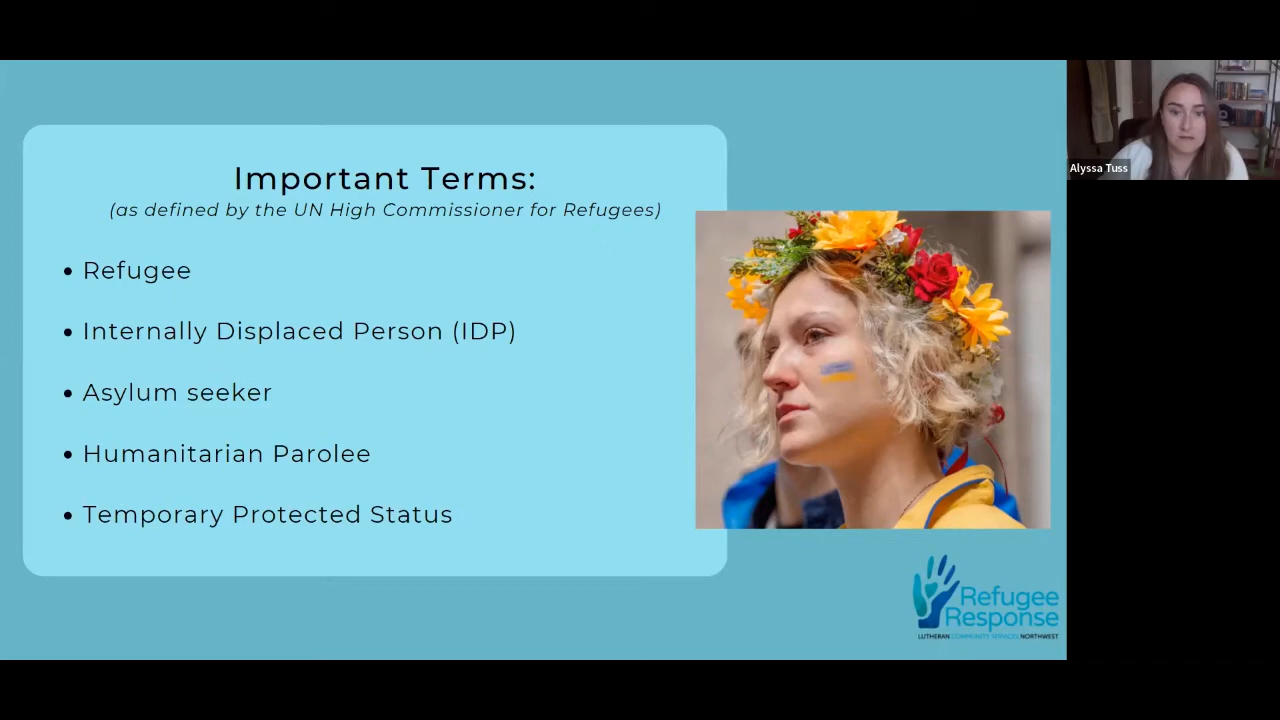 Important Terms:
(as defined by the UN High Commissioner for Refugees)
• Refugee
• Internally Displaced Person (IDP)
• Asylum seeker
• Humanitarian Parolee
• Temporary Protected Status
Alyssa Tuss
Refugee
Response
LUTHERAN COMMUNITY SERVICES NORTHWEST